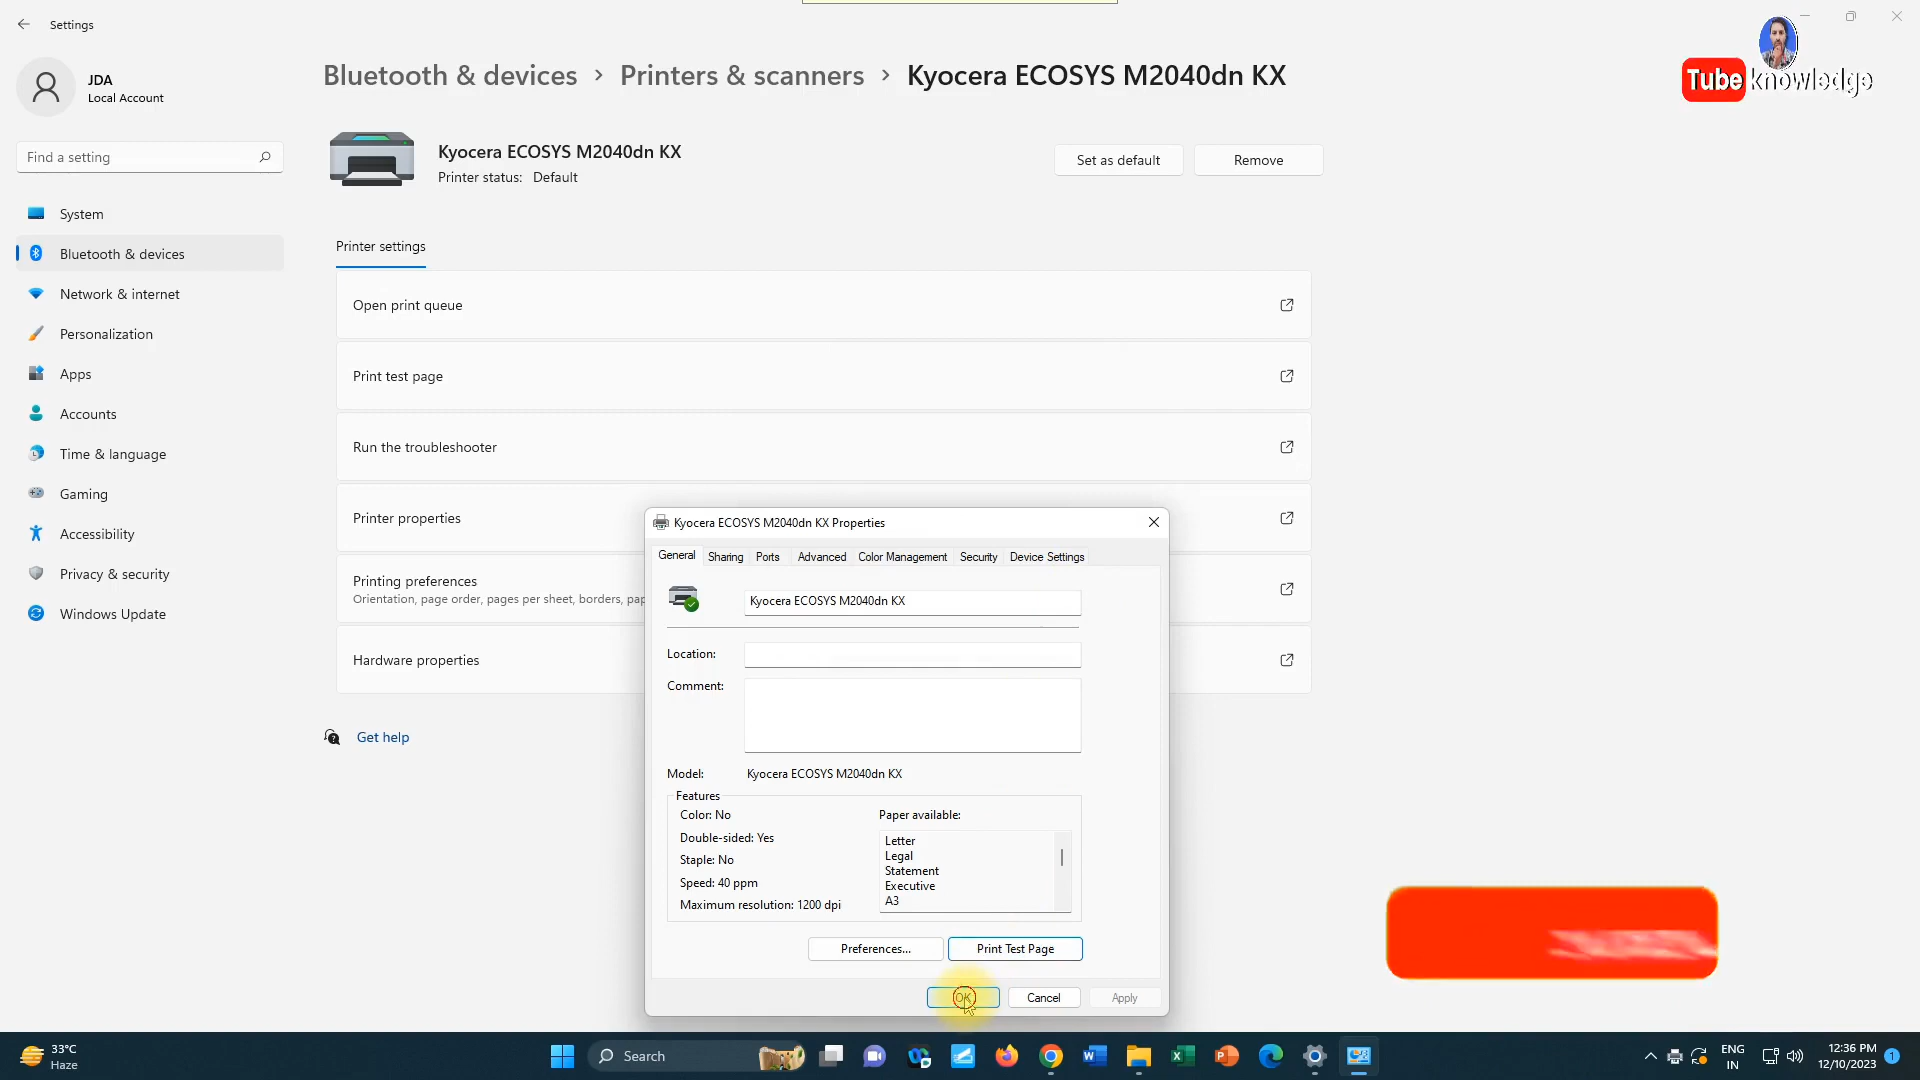 Settings
JDA
Local Account
Find a setting
System
Bluetooth & devices
Network & internet
Personalization
Apps
Accounts
Time & language
Gaming
Accessibility
Privacy & security
Windows Update
Bluetooth & devices > Printers & scanners > Kyocera ECOSYS M2040dn KX
Tube knowledge
Kyocera ECOSYS M2040dn KX
Printer status: Default
Set as default
Remove
Printer settings
Open print queue
Print test page
Run the troubleshooter
Printer properties
Printing preferences
Orientation, page order, pages per sheet, borders, pap
Hardware properties
Get help
Kyocera ECOSYS M2040dn KX Properties
General Sharing Ports Advanced Color Management Security Device Settings
Kyocera ECOSYS M2040dn KX
Location:
Comment:
Model: Kyocera ECOSYS M2040dn KX
Features
Color: No
Double-sided: Yes
Staple: No
Speed: 40 ppm
Maximum resolution: 1200 dpi
Paper available:
Letter
Legal
Statement
Executive
A3
Preferences... Print Test Page
OK Cancel Apply
33°C
Haze
Search
ENG
IN
12:36 PM
12/10/2023
1